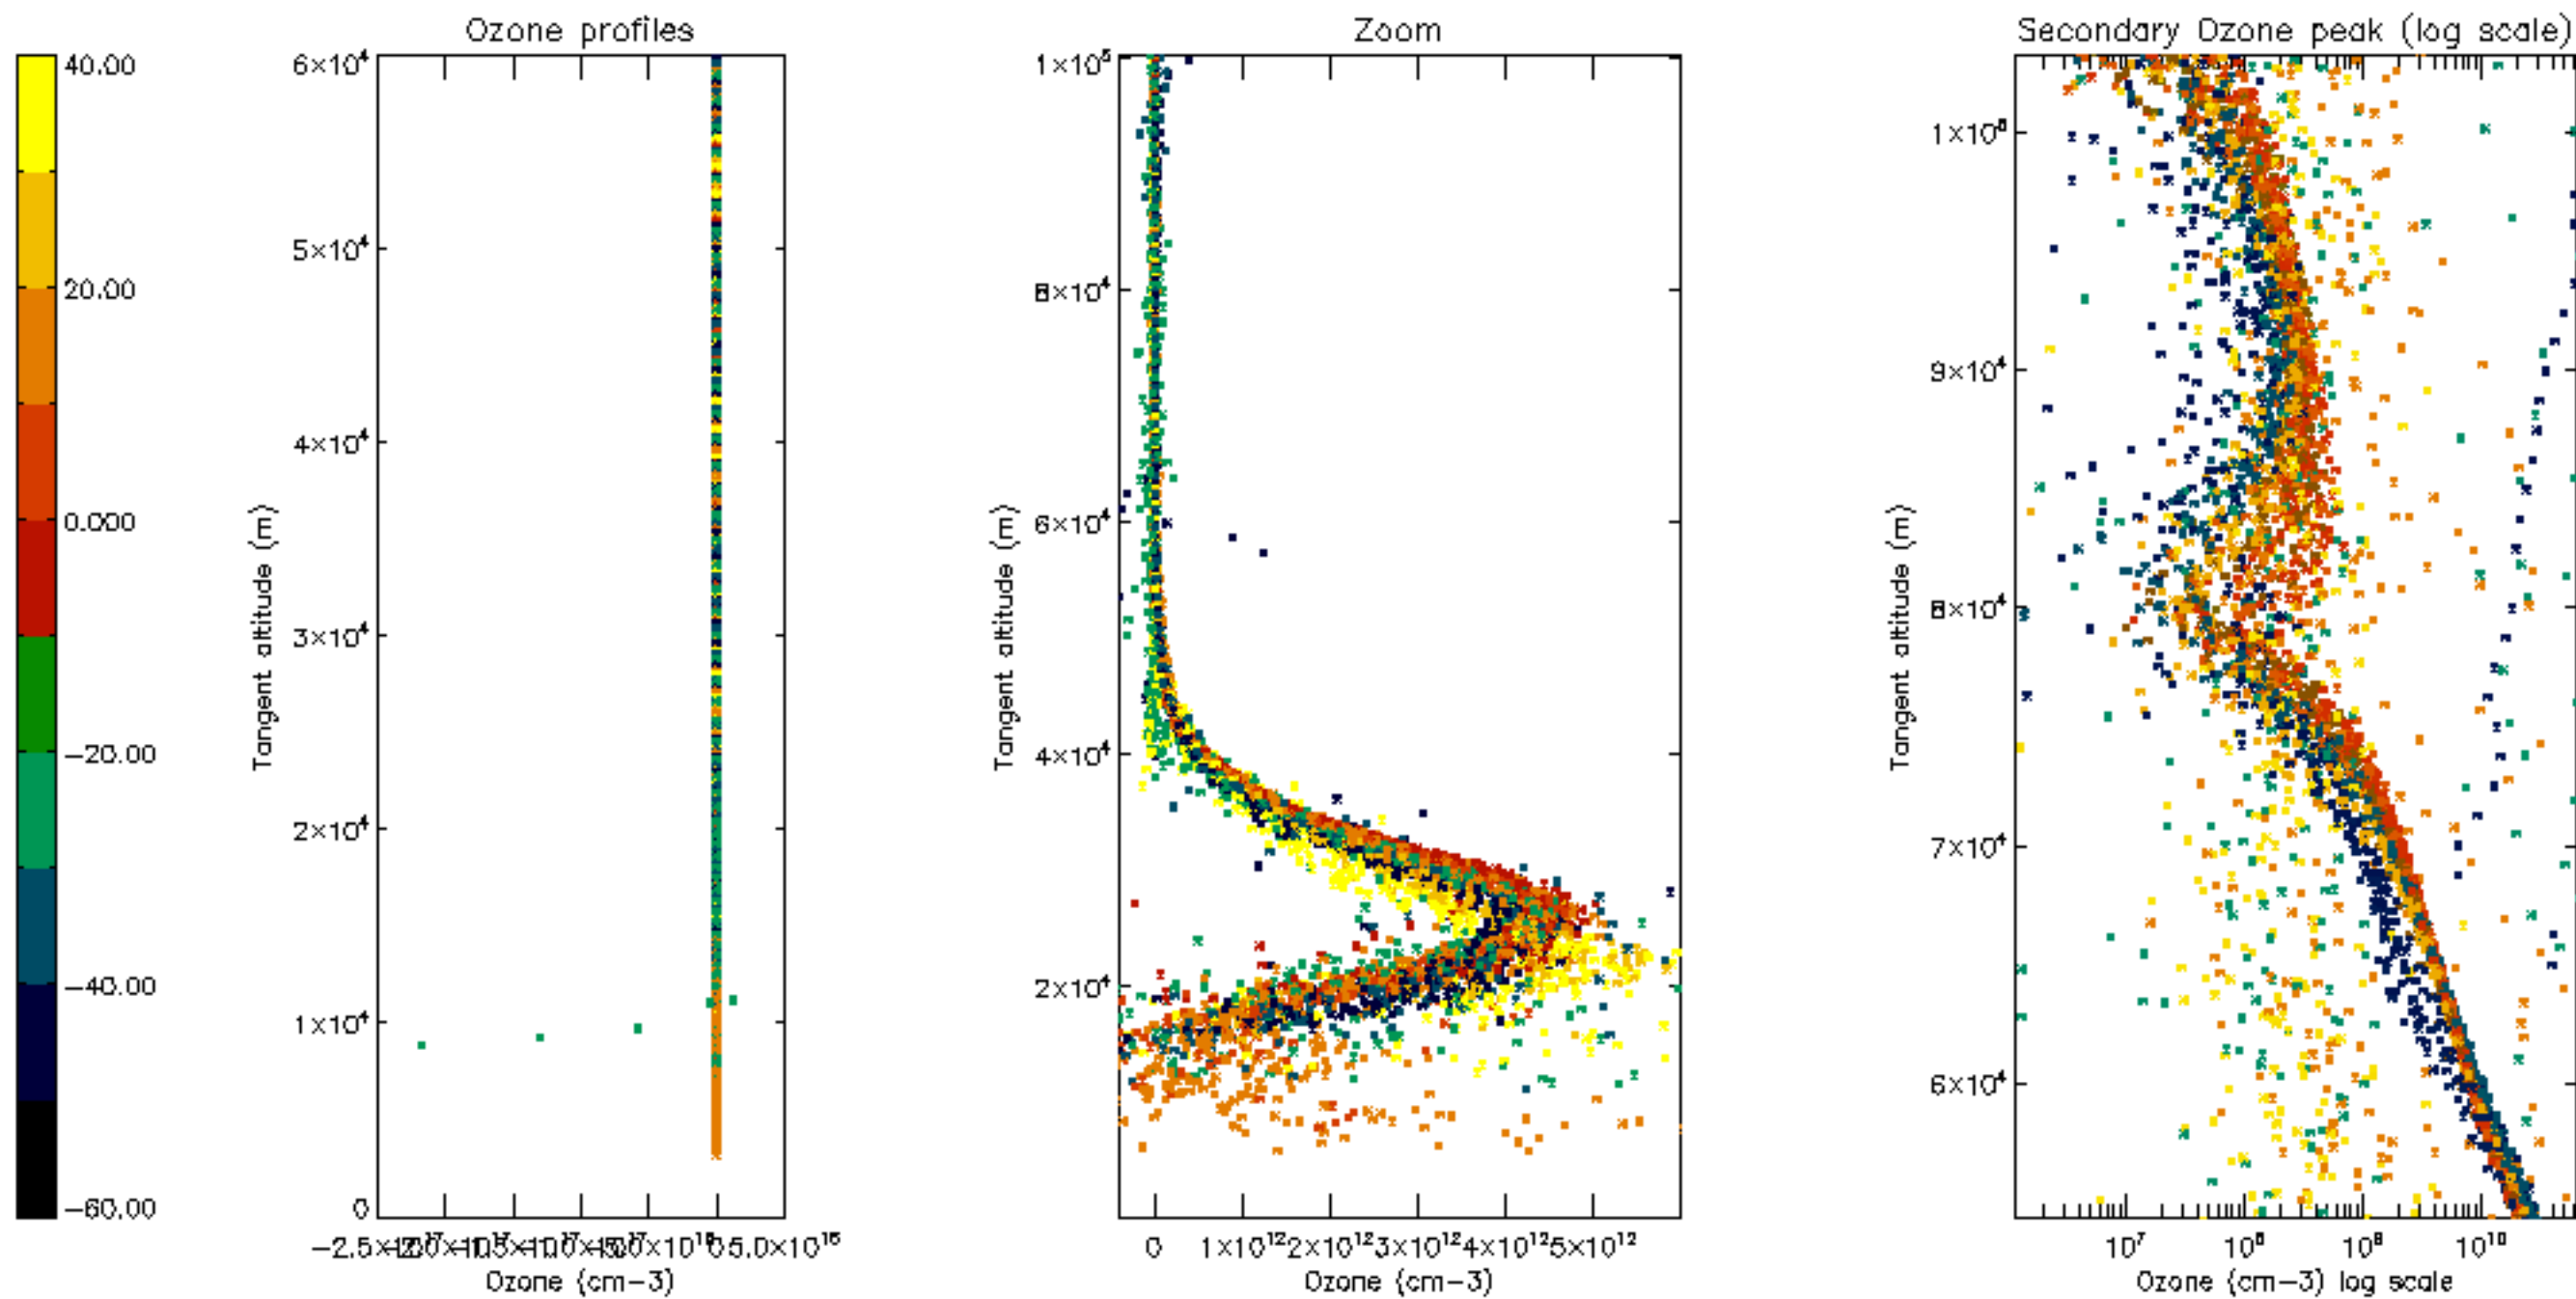 Ozone profiles
Zoom
Secondary Ozone peak (log scale)
40.00
20.00
0.000
−20.00
−40.00
−60.00
6×10⁴
5×10⁴
4×10⁴
3×10⁴
2×10⁴
1×10⁴
0
Tangent altitude (m)
5.0×10¹⁶
Ozone (cm−3)
1×10⁵
8×10⁴
6×10⁴
4×10⁴
2×10⁴
Tangent altitude (m)
0 1×10¹² 2×10¹² 3×10¹² 4×10¹² 5×10¹²
Ozone (cm−3)
1×10⁵
9×10⁴
8×10⁴
7×10⁴
6×10⁴
Tangent altitude (m)
10⁷ 10⁸ 10⁹ 10¹⁰
Ozone (cm−3) log scale